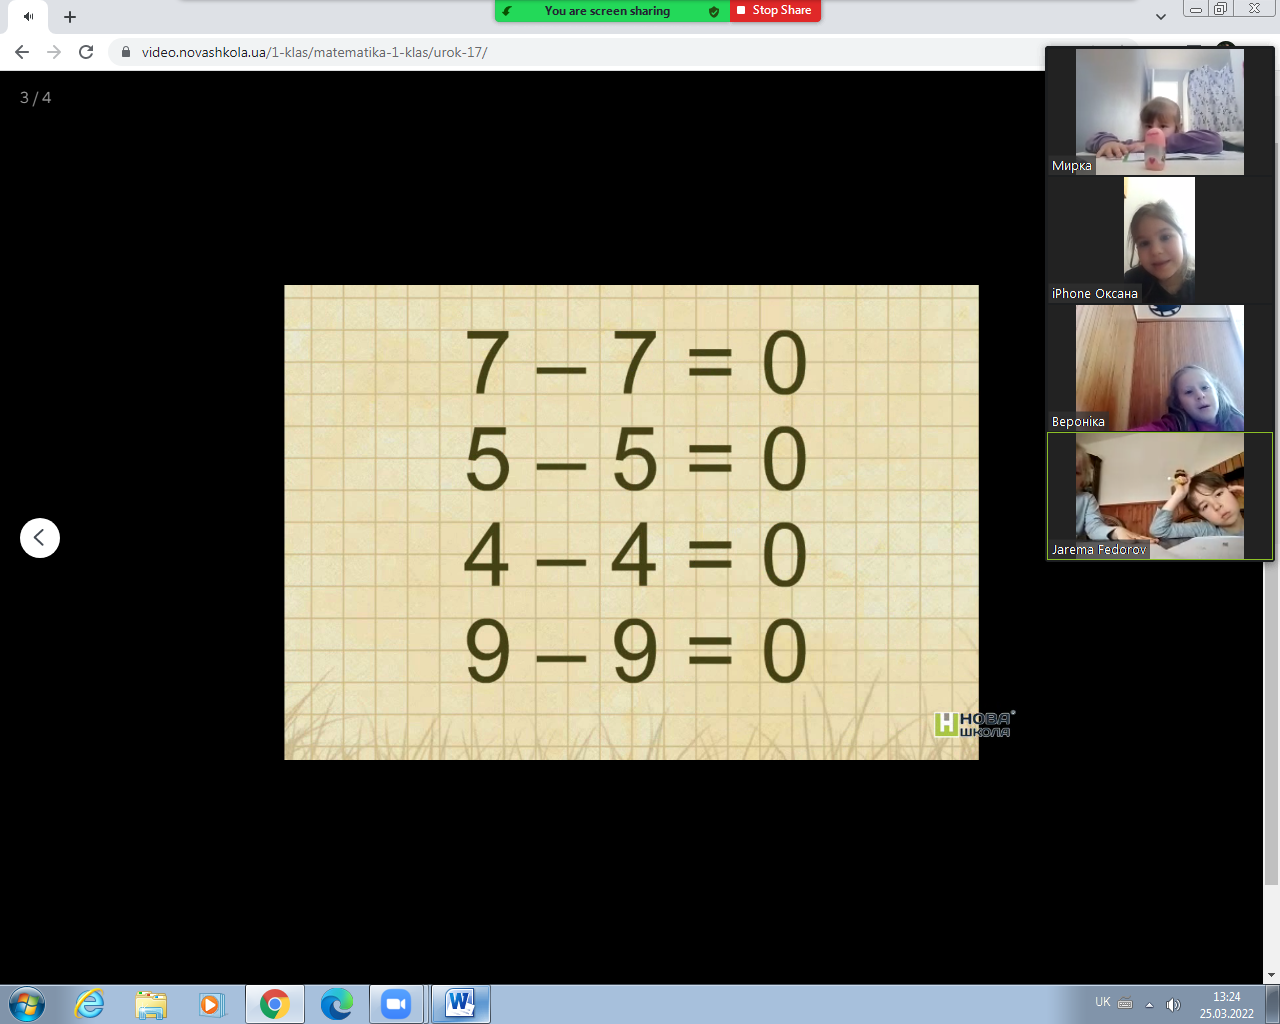 You are screen sharing
Stop Share
video.novashkola.ua/1-klas/matematika-1-klas/urok-17/
3 / 4
Мирка
iPhone Оксана
Вероніка
Jarema Fedorov
7 – 7 = 0
5 – 5 = 0
4 – 4 = 0
9 – 9 = 0
Н НОВА
ШКОЛА
UK
13:24
25.03.2022